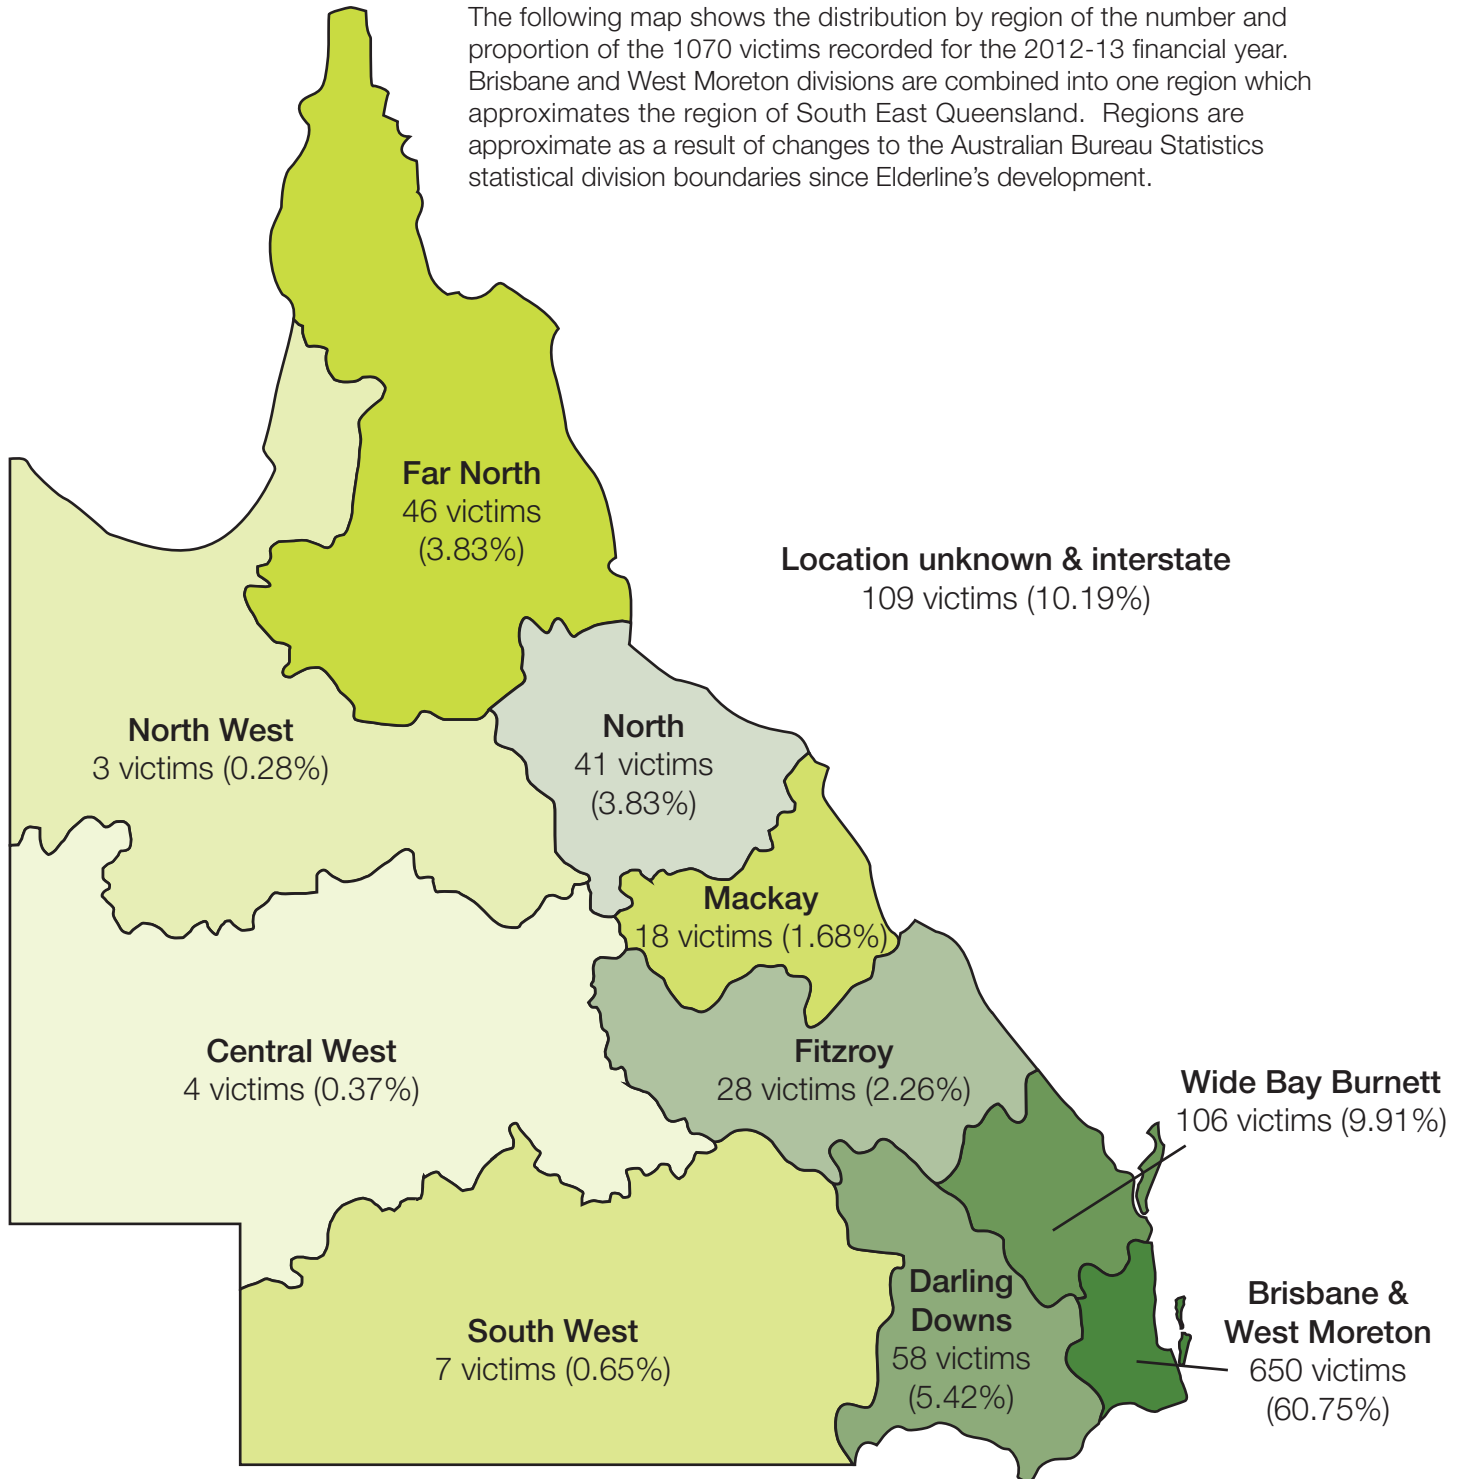 The following map shows the distribution by region of the number and
proportion of the 1070 victims recorded for the 2012-13 financial year.
Brisbane and West Moreton divisions are combined into one region which
approximates the region of South East Queensland.  Regions are
approximate as a result of changes to the Australian Bureau Statistics
statistical division boundaries since Elderline’s development.
Far North
46 victims
(3.83%)
Location unknown & interstate
109 victims (10.19%)
North West
3 victims (0.28%)
North
41 victims
(3.83%)
Mackay
18 victims (1.68%)
Central West
4 victims (0.37%)
Fitzroy
28 victims (2.26%)
Wide Bay Burnett
106 victims (9.91%)
South West
7 victims (0.65%)
Darling
Downs
58 victims
(5.42%)
Brisbane &
West Moreton
650 victims
(60.75%)